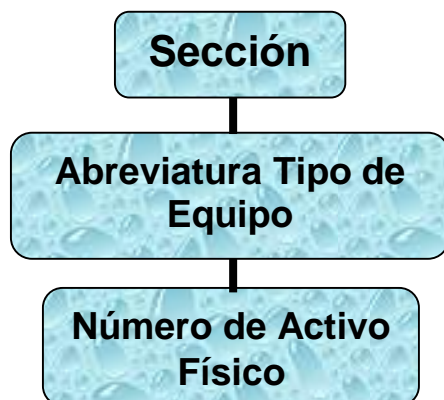 Sección
Abreviatura Tipo de
Equipo
Número de Activo
Físico